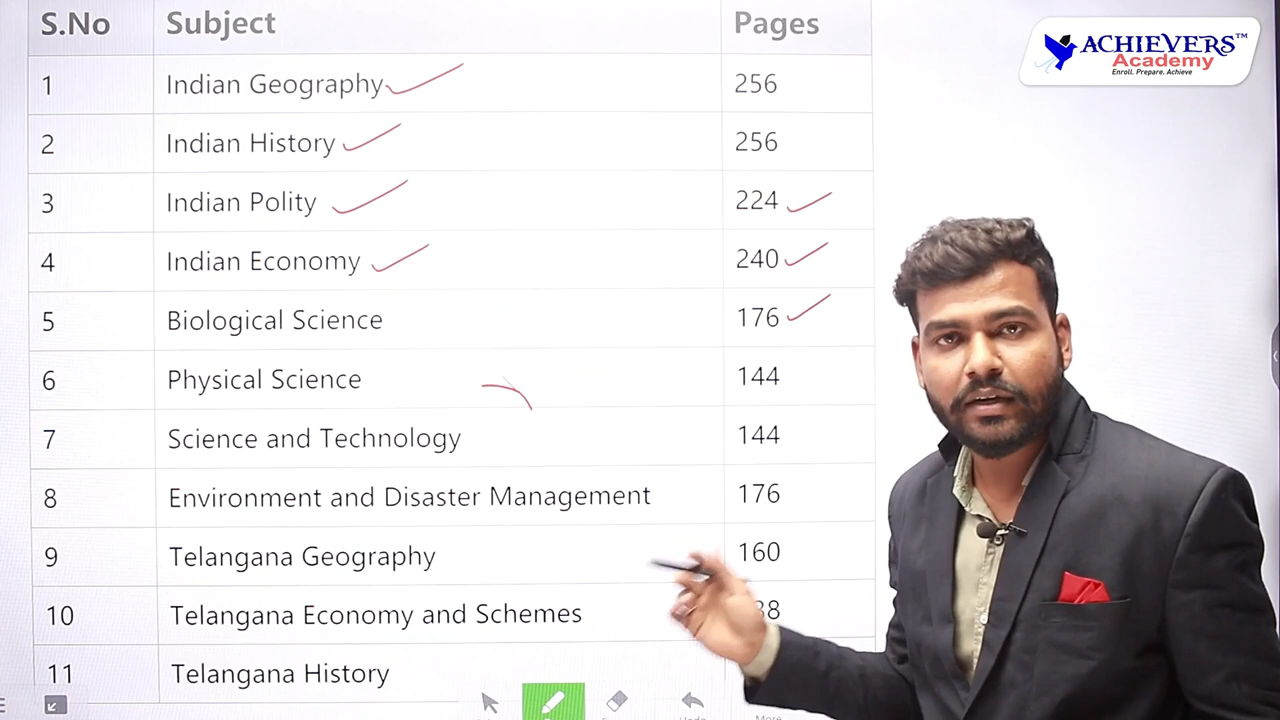 S.No Subject Pages
1 Indian Geography 256
2 Indian History 256
3 Indian Polity 224
4 Indian Economy 240
5 Biological Science 176
6 Physical Science 144
7 Science and Technology 144
8 Environment and Disaster Management 176
9 Telangana Geography 160
10 Telangana Economy and Schemes
11 Telangana History
ACHIEVERS™
Academy
Enroll. Prepare. Achieve